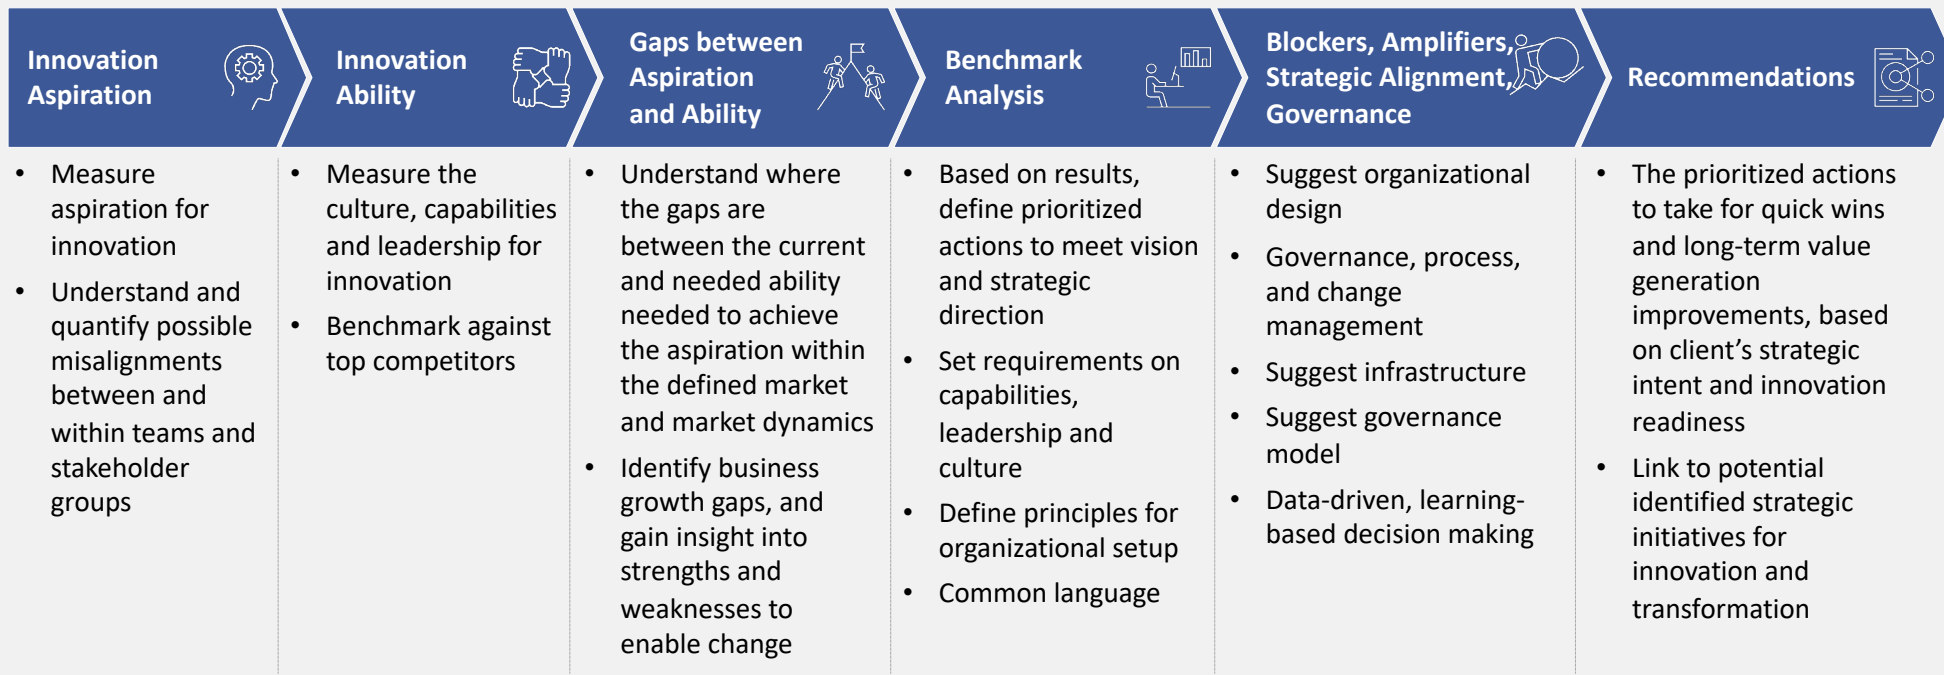 Innovation
Aspiration
Innovation
Ability
Gaps between
Aspiration
and Ability
Benchmark
Analysis
Blockers, Amplifiers,
Strategic Alignment,
Governance
Recommendations
• Measure
aspiration for
innovation
• Understand and
quantify possible
misalignments
between and
within teams and
stakeholder
groups
• Measure the
culture, capabilities
and leadership for
innovation
• Benchmark against
top competitors
• Understand where
the gaps are
between the current
and needed ability
needed to achieve
the aspiration within
the defined market
and market dynamics
• Identify business
growth gaps, and
gain insight into
strengths and
weaknesses to
enable change
• Based on results,
define prioritized
actions to meet vision
and strategic
direction
• Set requirements on
capabilities,
leadership and
culture
• Define principles for
organizational setup
• Common language
• Suggest organizational
design
• Governance, process,
and change
management
• Suggest infrastructure
• Suggest governance
model
• Data-driven, learning-
based decision making
• The prioritized actions
to take for quick wins
and long-term value
generation
improvements, based
on client’s strategic
intent and innovation
readiness
• Link to potential
identified strategic
initiatives for
innovation and
transformation